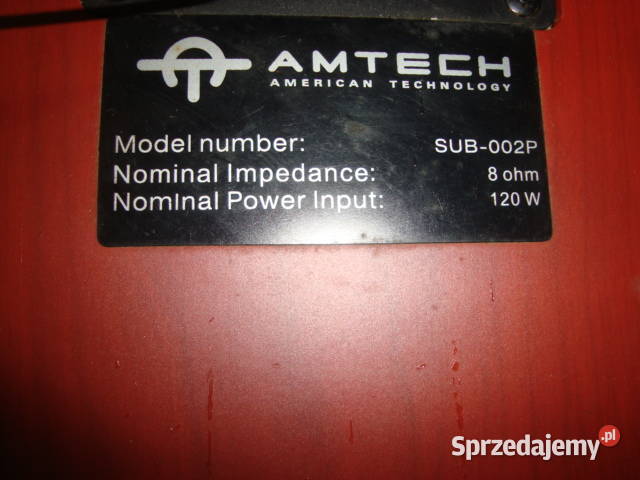 AMTECH
AMERICAN TECHNOLOGY
Model number: SUB-002P
Nominal Impedance: 8 ohm
Nominal Power Input: 120 W
Sprzedajemy.pl